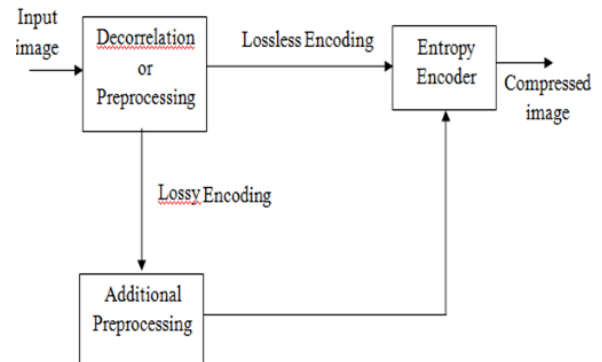 Input
image
Decorrelation
or
Preprocessing
Lossless Encoding
Entropy
Encoder
Compressed
image
Lossy Encoding
Additional
Preprocessing